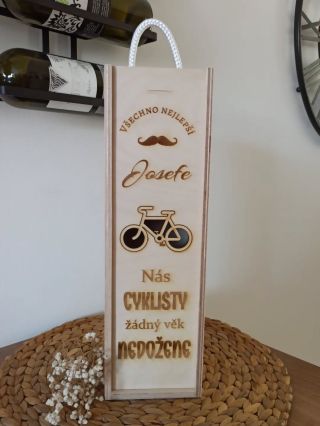 VŠECHNO NEJLEPŠÍ
Josefe
Nás
CYKLISTY
žádný věk
NEDOŽENE